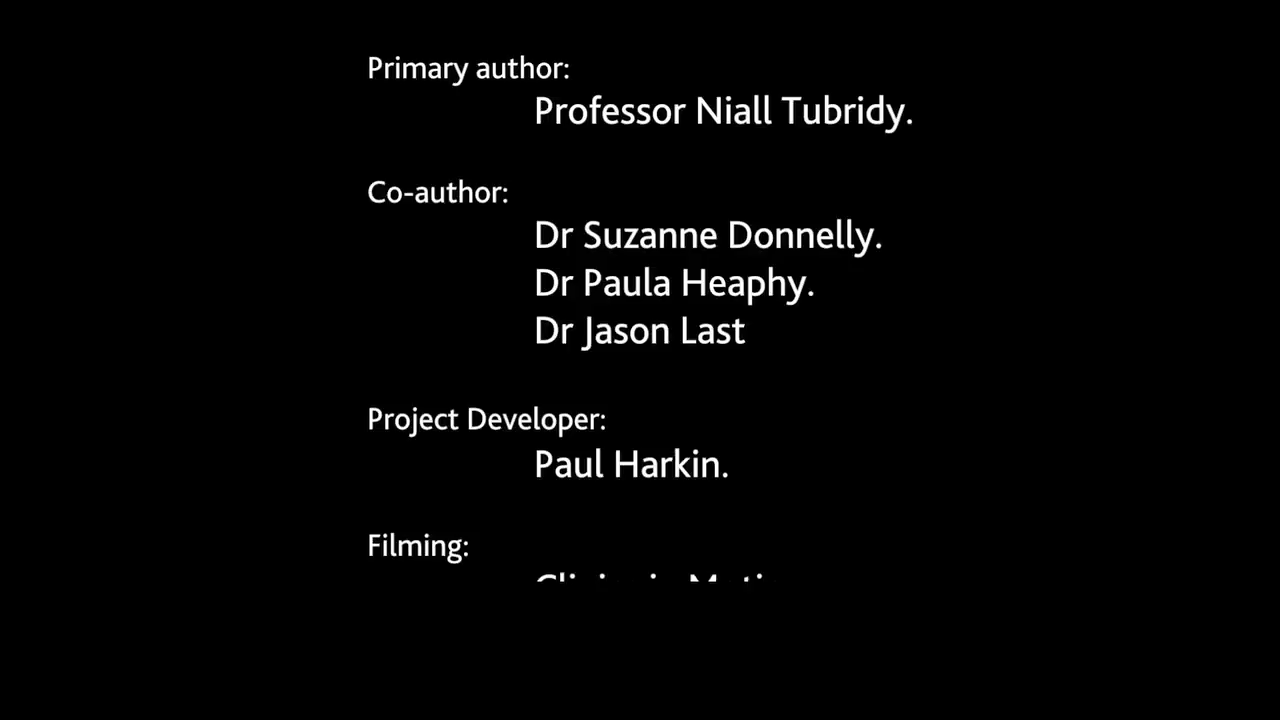 Primary author:
Professor Niall Tubridy.
Co-author:
Dr Suzanne Donnelly.
Dr Paula Heaphy.
Dr Jason Last
Project Developer:
Paul Harkin.
Filming: